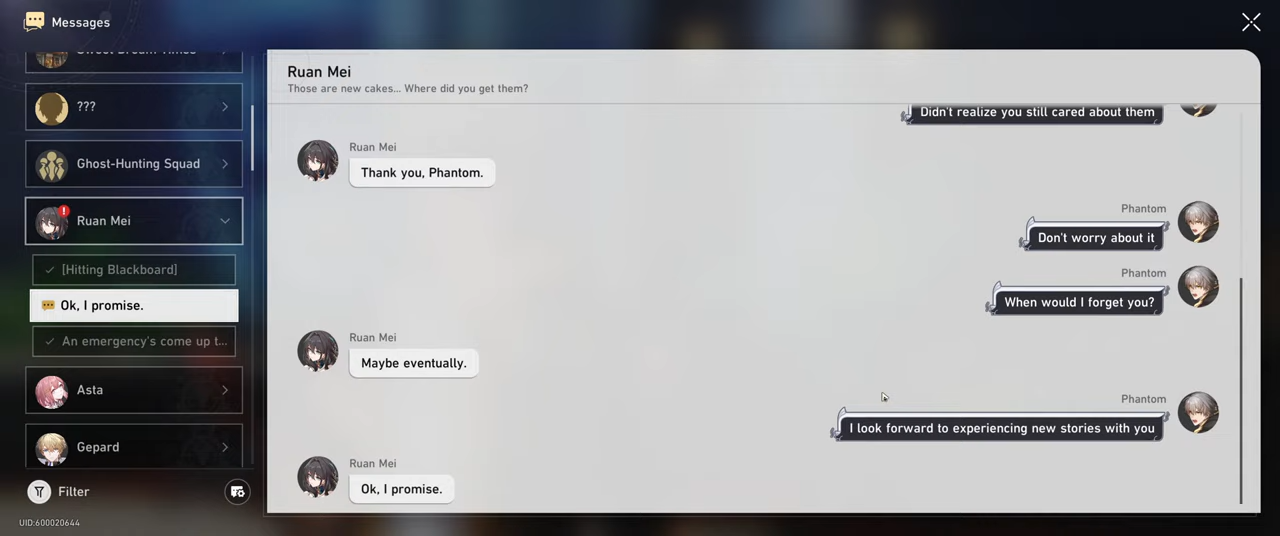 Messages
Sweet Dream Times
???
Ghost-Hunting Squad
Ruan Mei
[Hitting Blackboard]
Ok, I promise.
An emergency's come up t...
Asta
Gepard
Filter
UID:600020644
Ruan Mei
Those are new cakes... Where did you get them?
Didn't realize you still cared about them
Ruan Mei
Thank you, Phantom.
Phantom
Don't worry about it
Phantom
When would I forget you?
Ruan Mei
Maybe eventually.
Phantom
I look forward to experiencing new stories with you
Ruan Mei
Ok, I promise.